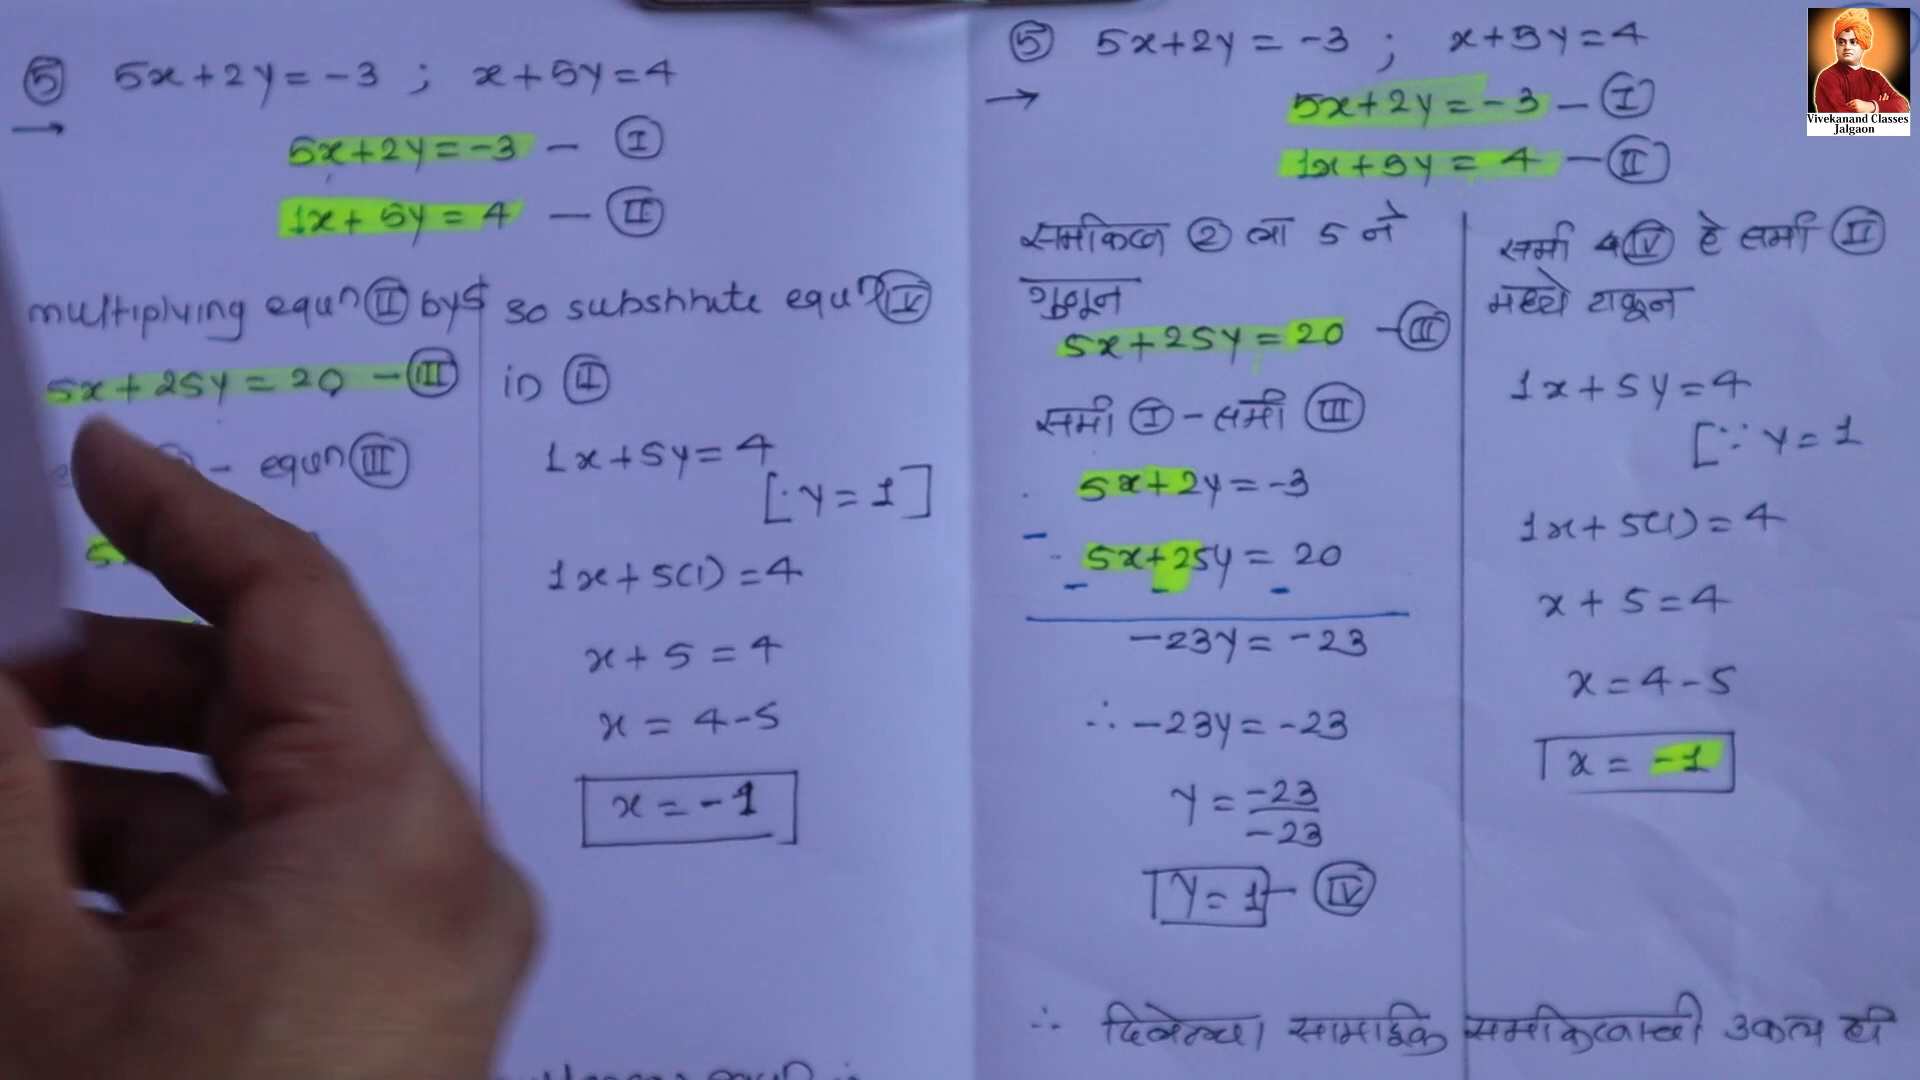 ⑤ 5x+2y=-3 ; x+5y=4
→
5x+2y=-3 — Ⅰ
1x+5y=4 — Ⅱ
multiplying equn Ⅱ by 5
5x+25y=20 — Ⅲ
- equn Ⅲ
5
so substitute equn Ⅳ
in Ⅱ
1x+5y=4
[∵ y=1]
1x+5(1)=4
x+5=4
x=4-5
x=-1
⑤ 5x+2y=-3 ; x+5y=4
→
5x+2y=-3 — Ⅰ
1x+5y=4 — Ⅱ
समीकरण ② ला 5 ने
गुणून
5x+25y=20 — Ⅲ
समी Ⅰ - समी Ⅲ
5x+2y=-3
- 5x+25y=20
- - -
-23y=-23
∴ -23y=-23
y=-23/-23
y=1 — Ⅳ
समी 4 Ⅳ हे समी Ⅱ
मध्ये टाकून
1x+5y=4
[∵ y=1
1x+5(1)=4
x+5=4
x=4-5
x=-1
∴ दिलेल्या सामाईक समीकरणाची उकल ही
Vivekanand Classes
Jalgaon